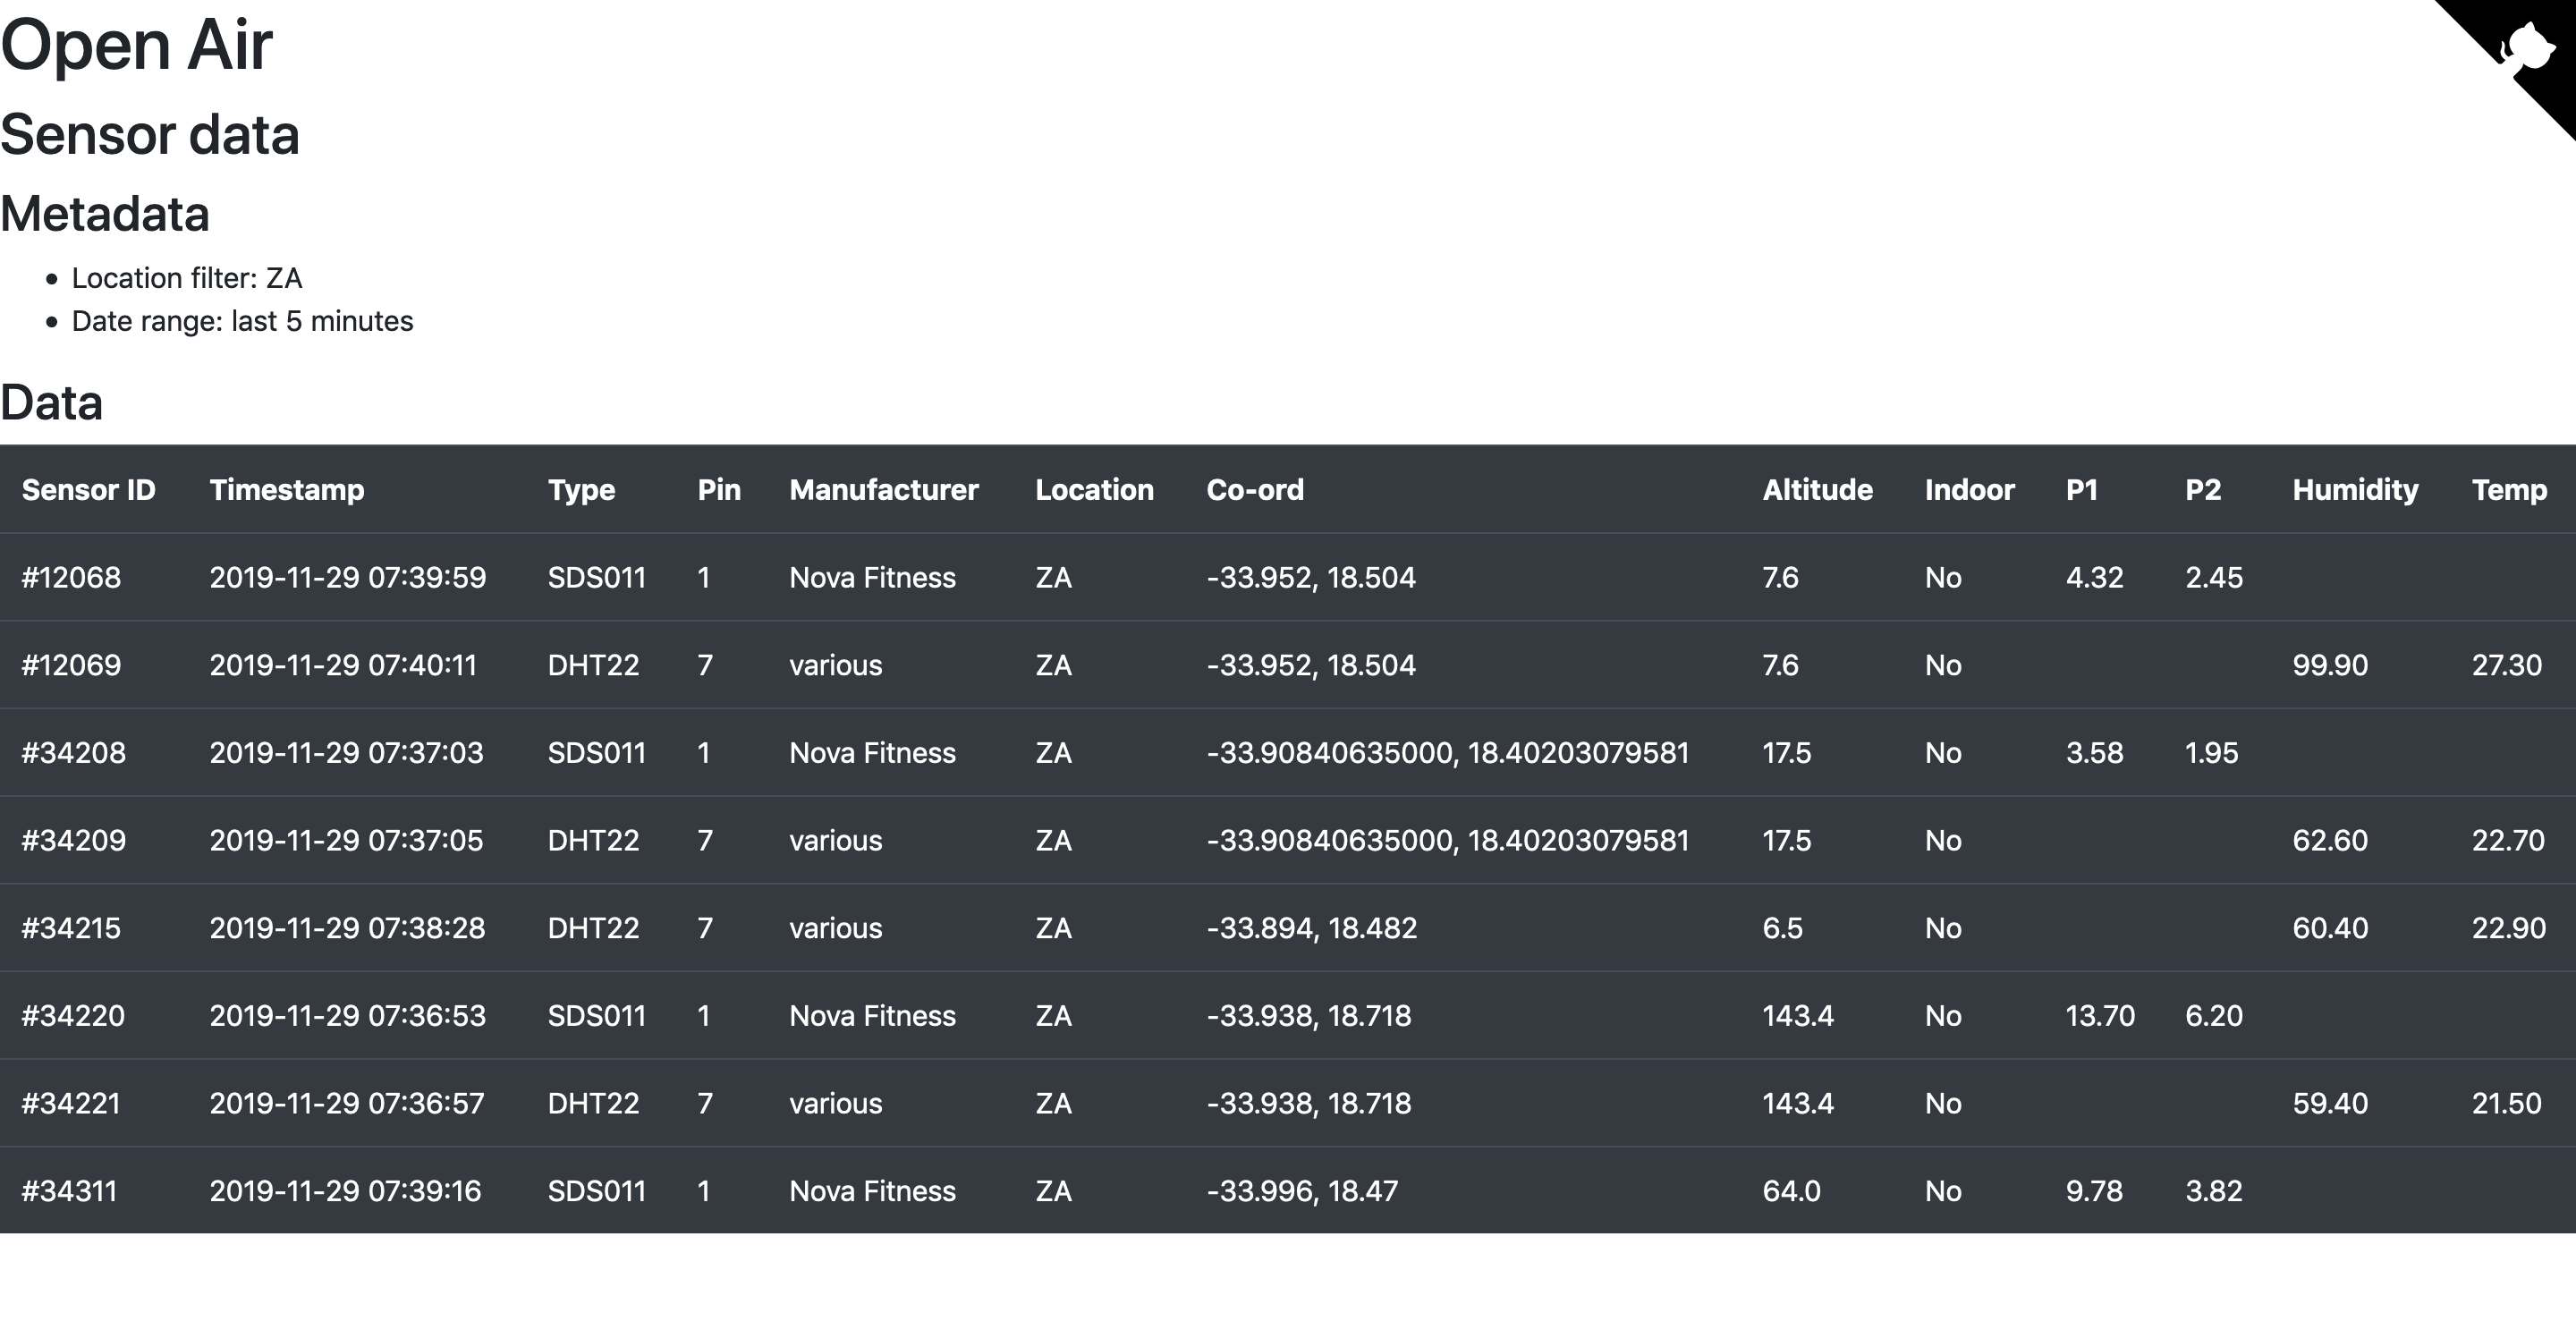 Open Air
Sensor data
Metadata
• Location filter: ZA
• Date range: last 5 minutes
Data
Sensor ID Timestamp Type Pin Manufacturer Location Co-ord Altitude Indoor P1 P2 Humidity Temp
#12068 2019-11-29 07:39:59 SDS011 1 Nova Fitness ZA -33.952, 18.504 7.6 No 4.32 2.45
#12069 2019-11-29 07:40:11 DHT22 7 various ZA -33.952, 18.504 7.6 No 99.90 27.30
#34208 2019-11-29 07:37:03 SDS011 1 Nova Fitness ZA -33.90840635000, 18.40203079581 17.5 No 3.58 1.95
#34209 2019-11-29 07:37:05 DHT22 7 various ZA -33.90840635000, 18.40203079581 17.5 No 62.60 22.70
#34215 2019-11-29 07:38:28 DHT22 7 various ZA -33.894, 18.482 6.5 No 60.40 22.90
#34220 2019-11-29 07:36:53 SDS011 1 Nova Fitness ZA -33.938, 18.718 143.4 No 13.70 6.20
#34221 2019-11-29 07:36:57 DHT22 7 various ZA -33.938, 18.718 143.4 No 59.40 21.50
#34311 2019-11-29 07:39:16 SDS011 1 Nova Fitness ZA -33.996, 18.47 64.0 No 9.78 3.82